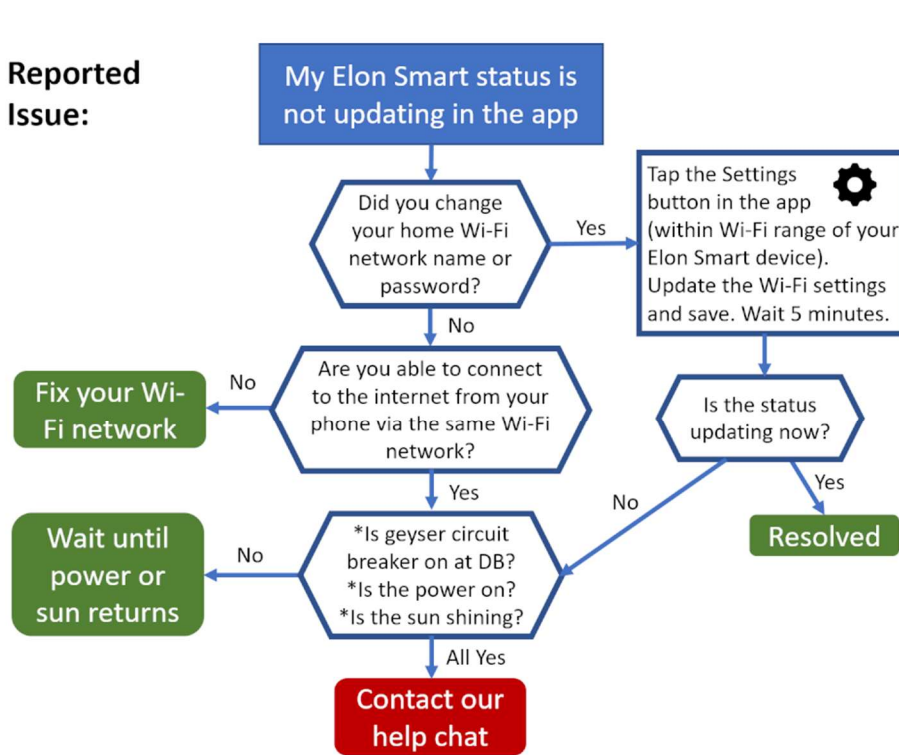 Reported
Issue:
My Elon Smart status is
not updating in the app
Did you change
your home Wi-Fi
network name or
password?
Yes
Tap the Settings
button in the app
(within Wi-Fi range of your
Elon Smart device).
Update the Wi-Fi settings
and save. Wait 5 minutes.
No
Are you able to connect
to the internet from your
phone via the same Wi-Fi
network?
No
Fix your Wi-
Fi network
Is the status
updating now?
Yes
Resolved
No
Yes
*Is geyser circuit
breaker on at DB?
*Is the power on?
*Is the sun shining?
No
Wait until
power or
sun returns
All Yes
Contact our
help chat